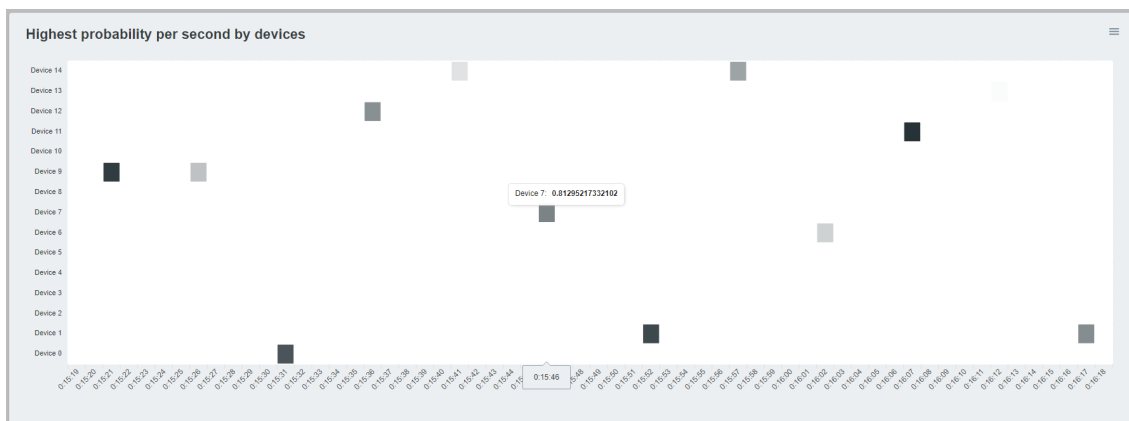 Highest probability per second by devices
Device 14
Device 13
Device 12
Device 11
Device 10
Device 9
Device 8
Device 7
Device 6
Device 5
Device 4
Device 3
Device 2
Device 1
Device 0
Device 7: 0.81295217332102
0:15:19 0:15:20 0:15:21 0:15:22 0:15:23 0:15:24 0:15:25 0:15:26 0:15:27 0:15:28 0:15:29 0:15:30 0:15:31 0:15:32 0:15:33 0:15:34 0:15:35 0:15:36 0:15:37 0:15:38 0:15:39 0:15:40 0:15:41 0:15:42 0:15:43 0:15:44 0:15:46 0:15:48 0:15:49 0:15:50 0:15:51 0:15:52 0:15:53 0:15:54 0:15:55 0:15:56 0:15:57 0:15:58 0:15:59 0:16:00 0:16:01 0:16:02 0:16:03 0:16:04 0:16:05 0:16:06 0:16:07 0:16:08 0:16:09 0:16:10 0:16:11 0:16:12 0:16:13 0:16:14 0:16:15 0:16:16 0:16:17 0:16:18